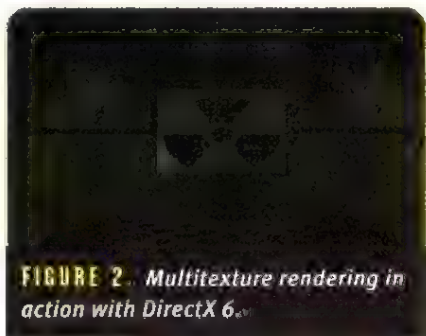 FIGURE 2. Multitexture rendering in
action with DirectX 6.